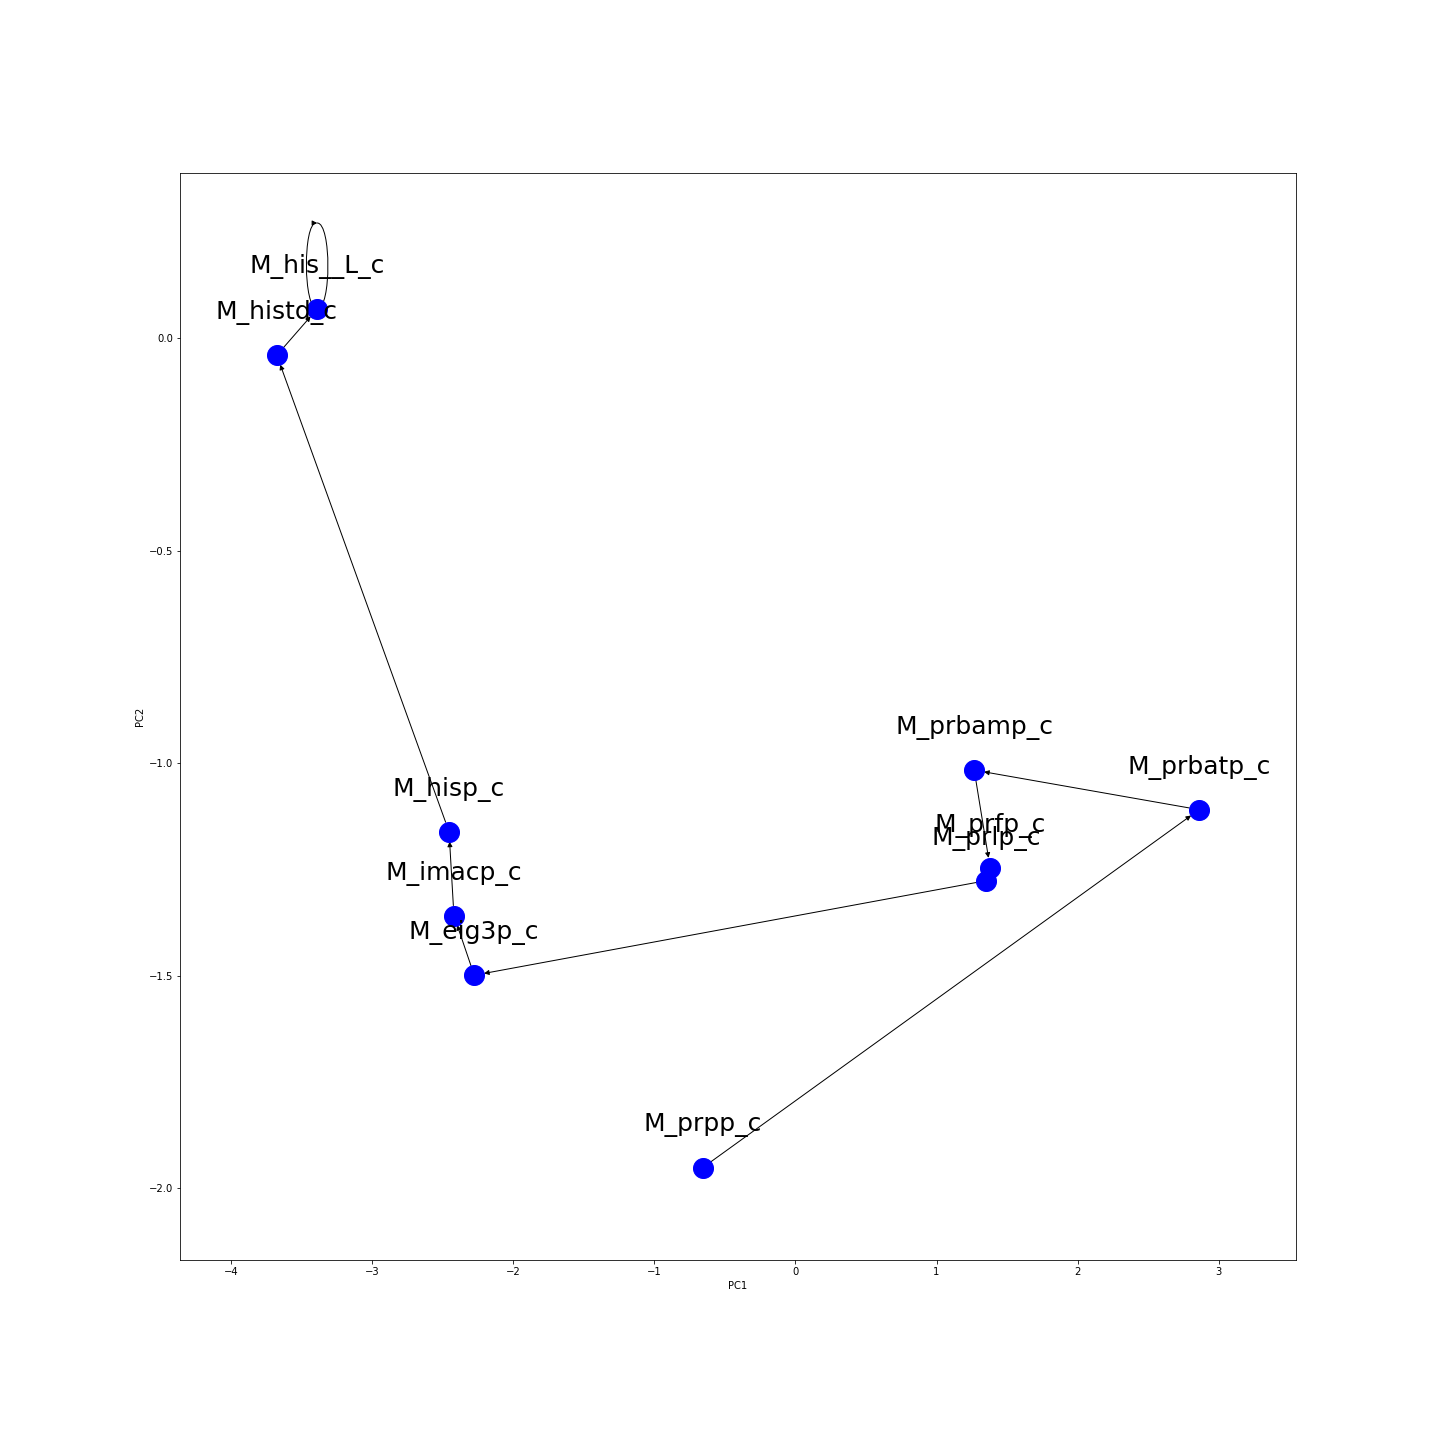 M_his__L_c
M_histd_c
0.0
−0.5
M_prbamp_c
M_prbatp_c
−1.0
M_hisp_c
M_prfp_c
M_prlp_c
M_imacp_c
M_eig3p_c
−1.5
M_prpp_c
−2.0
PC2
−4
−3
−2
−1
0
1
2
3
PC1